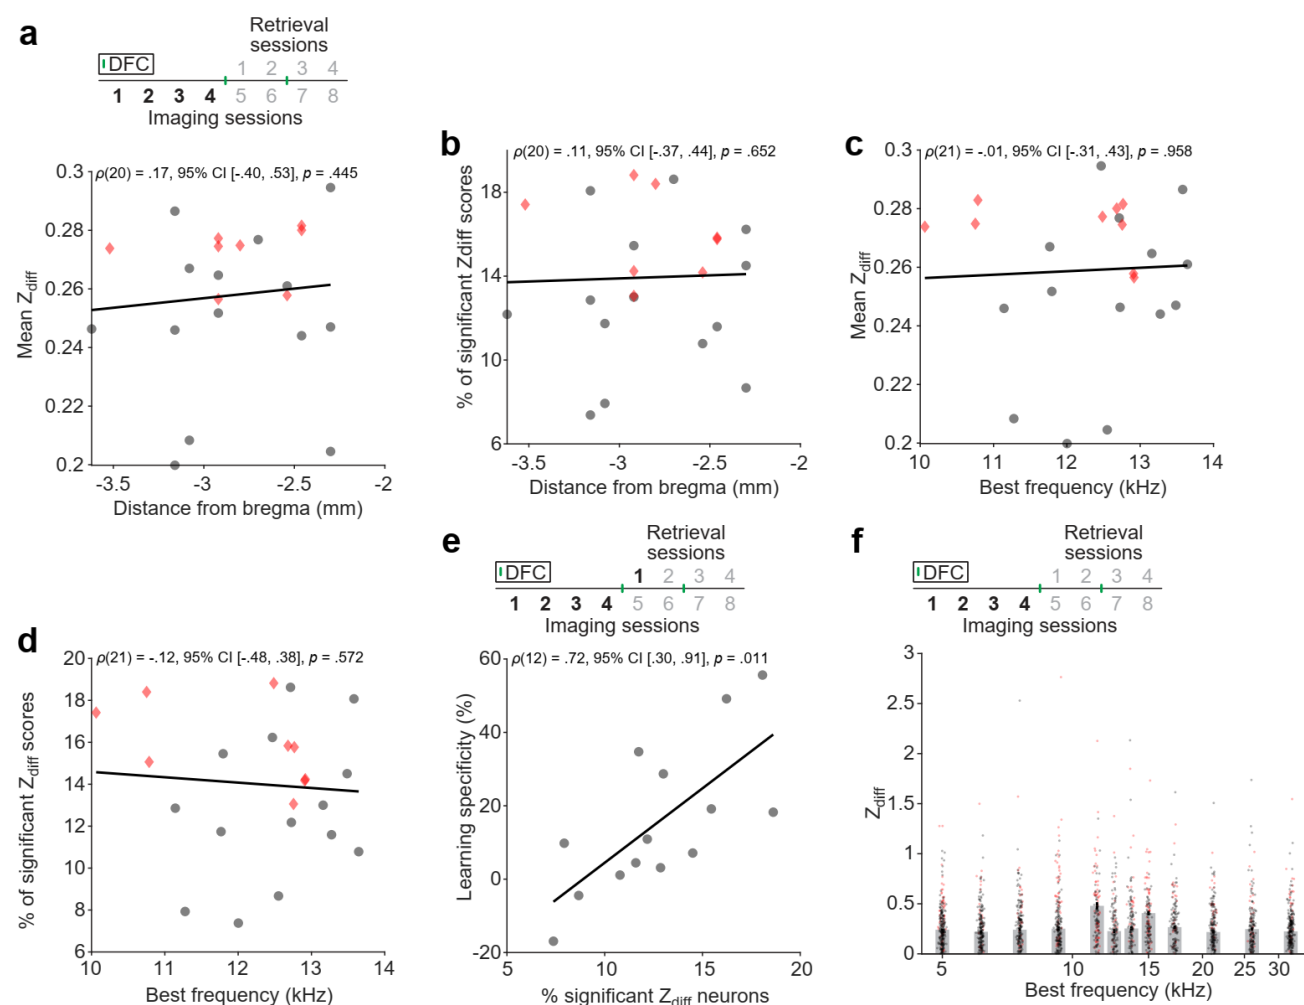 a
Retrieval
sessions
DFC
1 2 3 4
1 2 3 4 5 6 7 8
Imaging sessions
ρ(20) = .17, 95% CI [-.40, .53], p = .445
0.3
0.28
0.26
0.24
0.22
0.2
Mean Zdiff
-3.5 -3 -2.5 -2
Distance from bregma (mm)
b
ρ(20) = .11, 95% CI [-.37, .44], p = .652
18
14
10
6
% of significant Zdiff scores
-3.5 -3 -2.5 -2
Distance from bregma (mm)
c
ρ(21) = -.01, 95% CI [-.31, .43], p = .958
0.3
0.28
0.26
0.24
0.22
0.2
Mean Zdiff
10 11 12 13 14
Best frequency (kHz)
d
ρ(21) = -.12, 95% CI [-.48, .38], p = .572
20
18
16
14
12
10
8
6
% of significant Zdiff scores
10 11 12 13 14
Best frequency (kHz)
e
Retrieval
sessions
DFC
1 2 3 4
1 2 3 4 5 6 7 8
Imaging sessions
ρ(12) = .72, 95% CI [.30, .91], p = .011
60
40
20
0
-20
Learning specificity (%)
5 10 15 20
% significant Zdiff neurons
f
Retrieval
sessions
DFC
1 2 3 4
1 2 3 4 5 6 7 8
Imaging sessions
3
2.5
2
1.5
1
0.5
0
Zdiff
5 10 15 20 25 30
Best frequency (kHz)